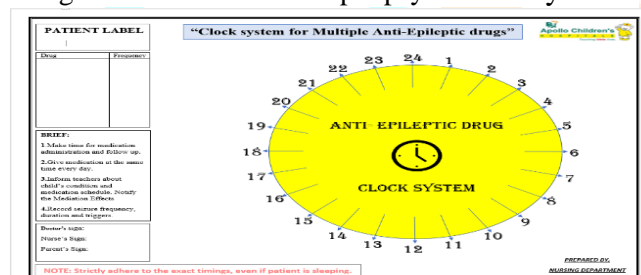 PATIENT LABEL
"Clock system for Multiple Anti-Epileptic drugs"
Apollo Children's
HOSPITALS
Drug Frequency
BRIEF:
1.Make time for medication
administration and follow up.
2.Give medication at the same
time every day.
3.Inform teachers about
child's condition and
medication schedule. Notify
the Mediation Effects
4.Record seizure frequency,
duration and triggers
Doctor's sign:
Nurse's Sign:
Parent's Sign:
24
1
2
3
4
5
6
7
8
9
10
11
12
13
14
15
16
17
18
19
20
21
22
23
ANTI EPILEPTIC DRUG
CLOCK SYSTEM
NOTE: Strictly adhere to the exact timings, even if patient is sleeping.
PREPARED BY,
NURSING DEPARTMENT